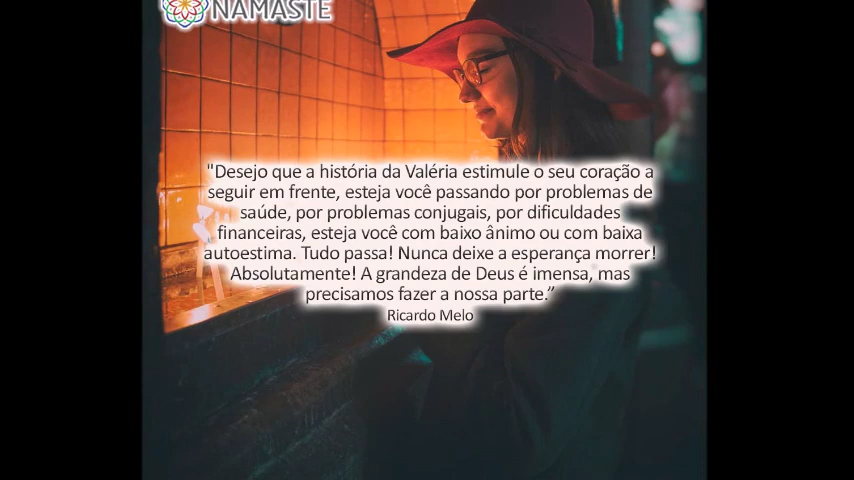 NAMASTÊ
"Desejo que a história da Valéria estimule o seu coração a
seguir em frente, esteja você passando por problemas de
saúde, por problemas conjugais, por dificuldades
financeiras, esteja você com baixo ânimo ou com baixa
autoestima. Tudo passa! Nunca deixe a esperança morrer!
Absolutamente! A grandeza de Deus é imensa, mas
precisamos fazer a nossa parte.”
Ricardo Melo